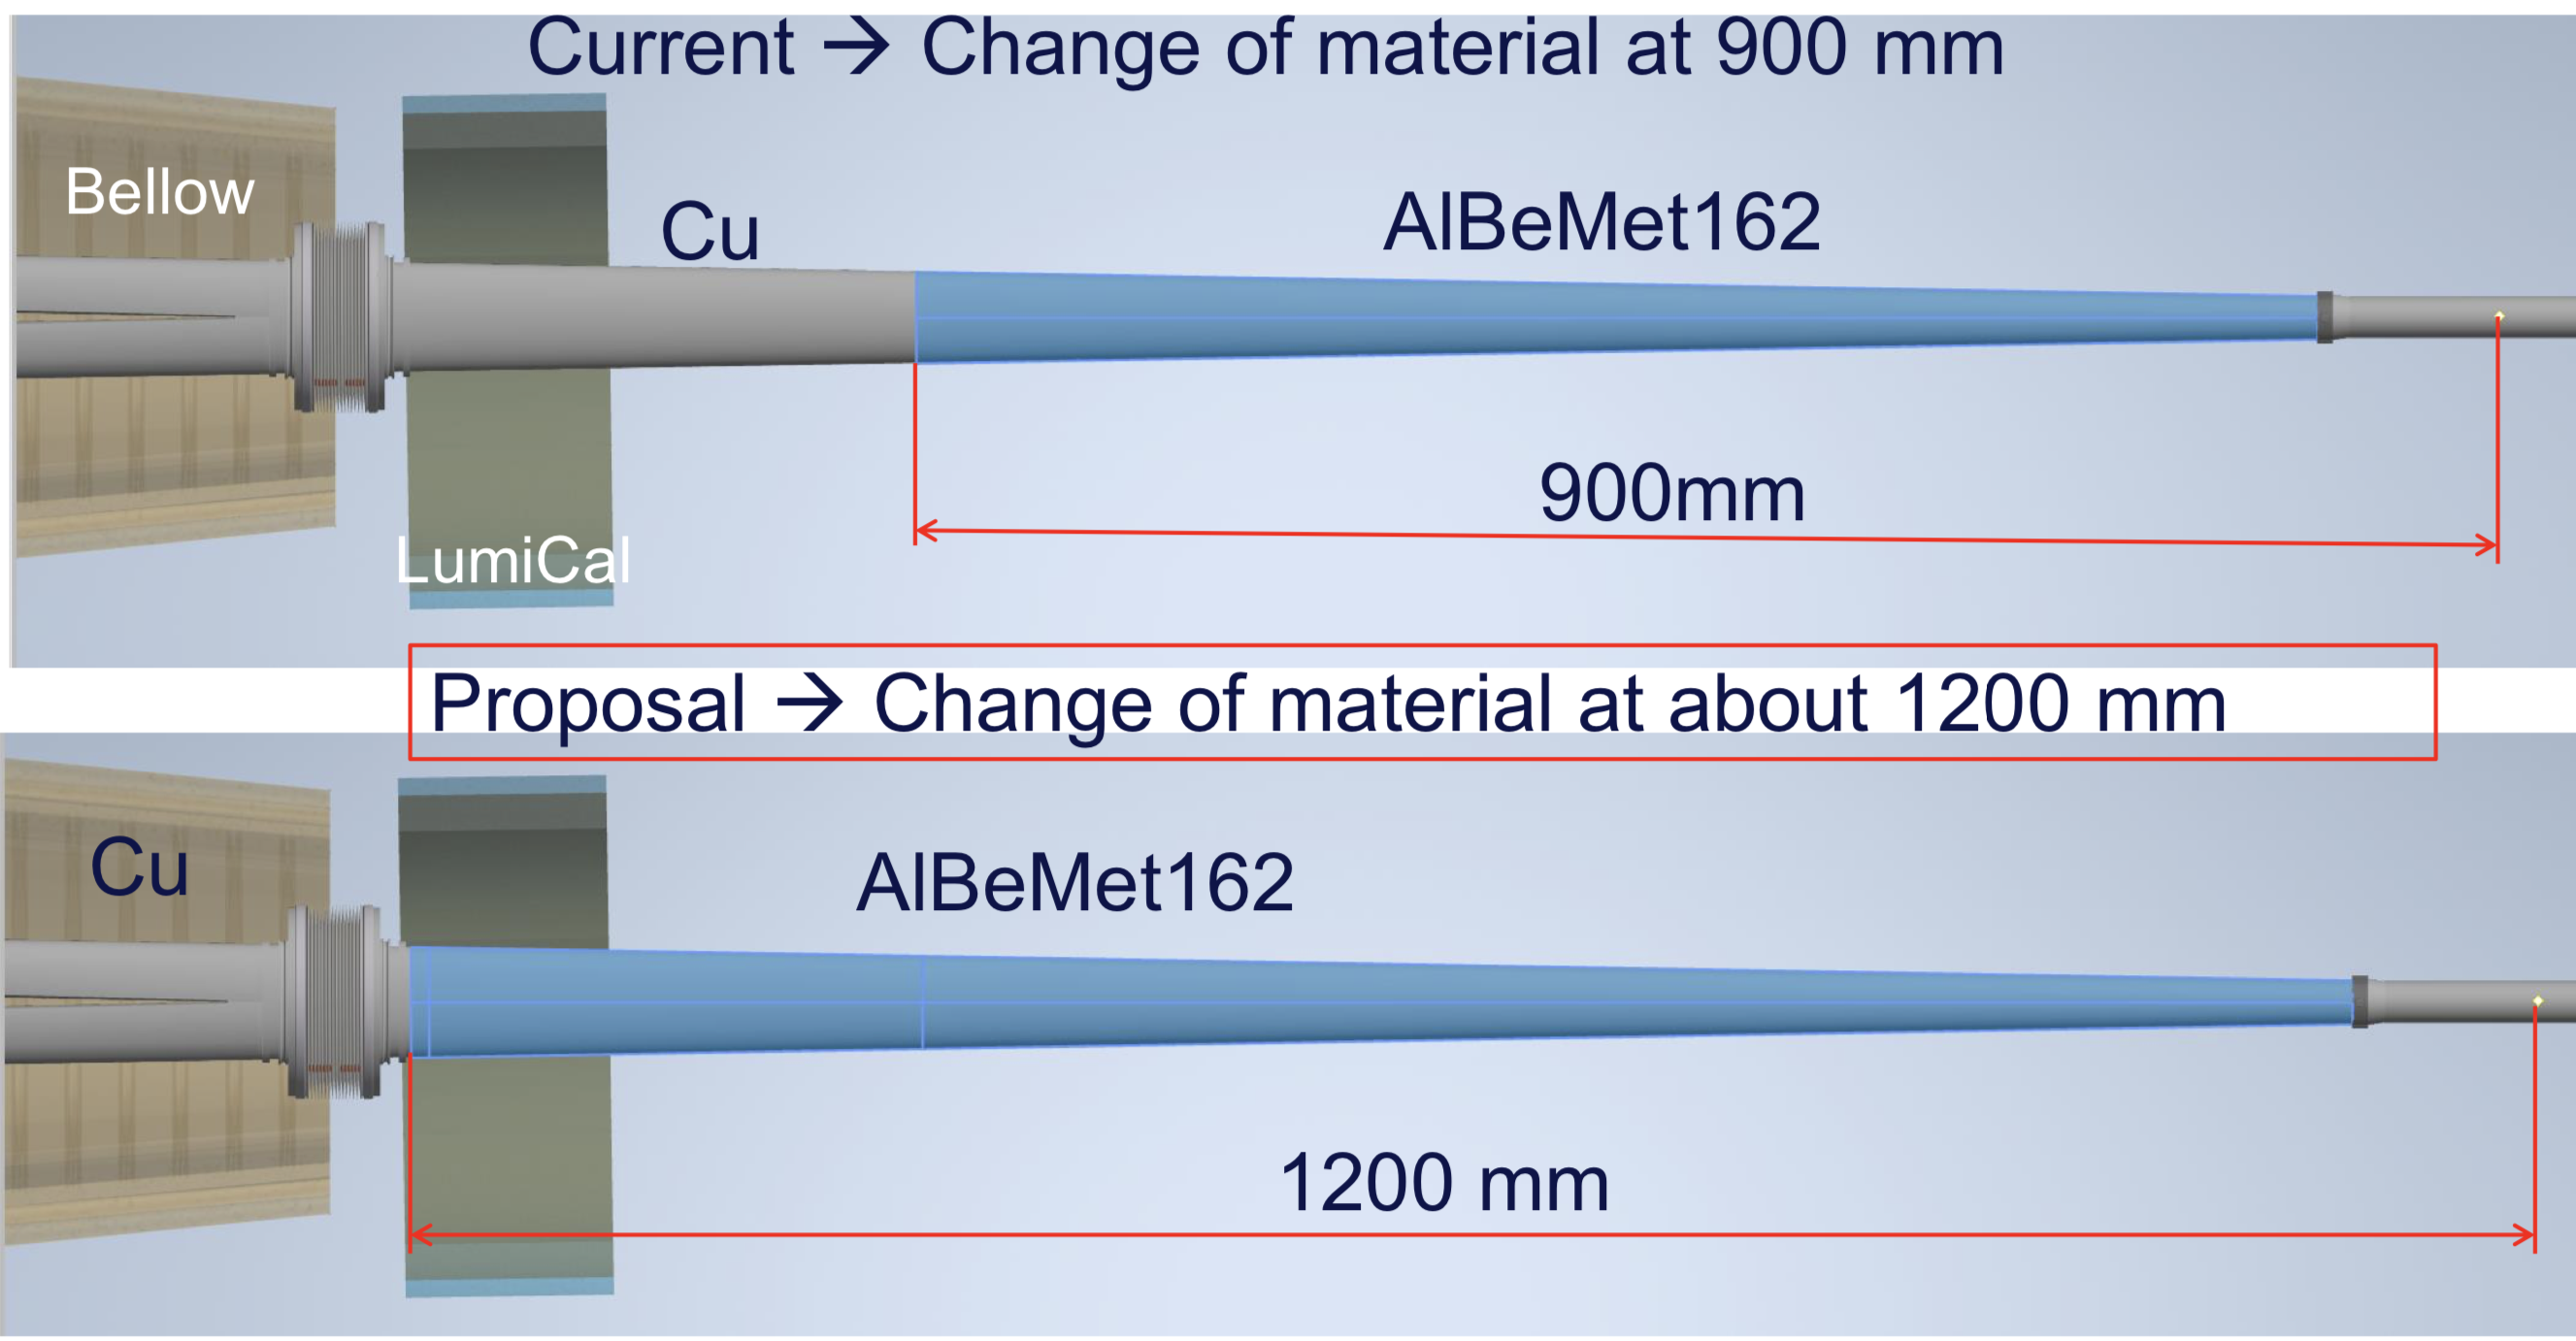 Current → Change of material at 900 mm
Bellow
Cu
AlBeMet162
900mm
LumiCal
Proposal → Change of material at about 1200 mm
Cu
AlBeMet162
1200 mm